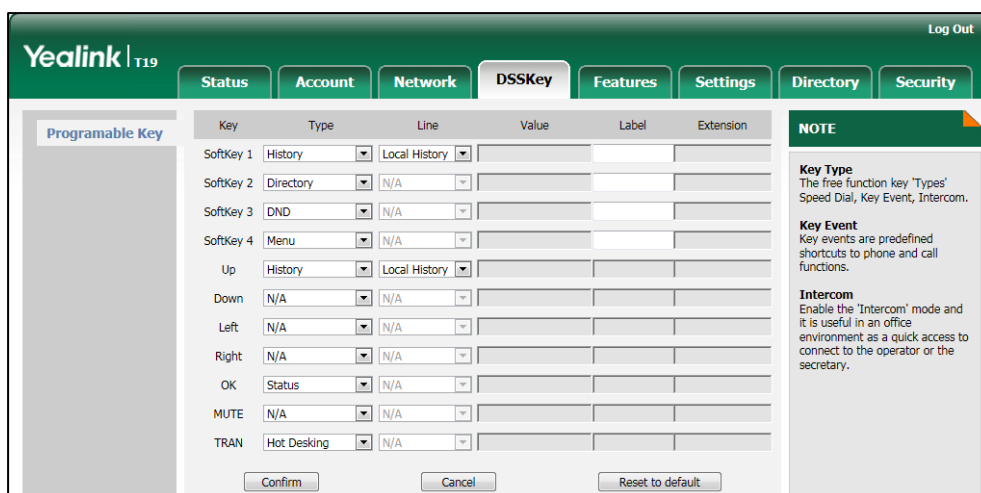 Log Out
Yealink | T19
Status Account Network DSSKey Features Settings Directory Security
Programable Key
Key Type Line Value Label Extension
SoftKey 1 History Local History
SoftKey 2 Directory N/A
SoftKey 3 DND N/A
SoftKey 4 Menu N/A
Up History Local History
Down N/A N/A
Left N/A N/A
Right N/A N/A
OK Status N/A
MUTE N/A N/A
TRAN Hot Desking N/A
Confirm Cancel Reset to default
NOTE
Key Type
The free function key 'Types'
Speed Dial, Key Event, Intercom.
Key Event
Key events are predefined
shortcuts to phone and call
functions.
Intercom
Enable the 'Intercom' mode and
it is useful in an office
environment as a quick access to
connect to the operator or the
secretary.